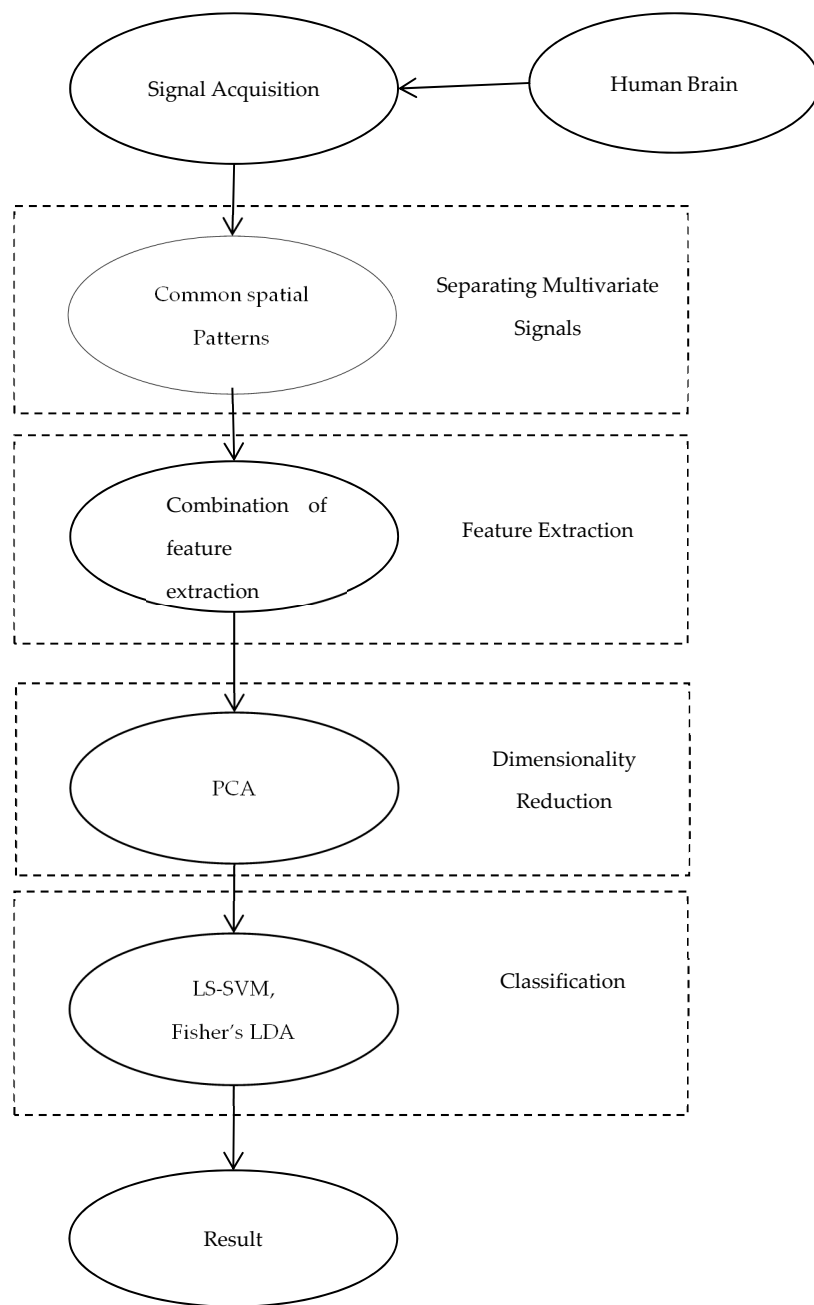 Signal Acquisition
Human Brain
Common spatial
Patterns
Separating Multivariate
Signals
Combination of
feature
extraction
Feature Extraction
PCA
Dimensionality
Reduction
LS-SVM,
Fisher's LDA
Classification
Result